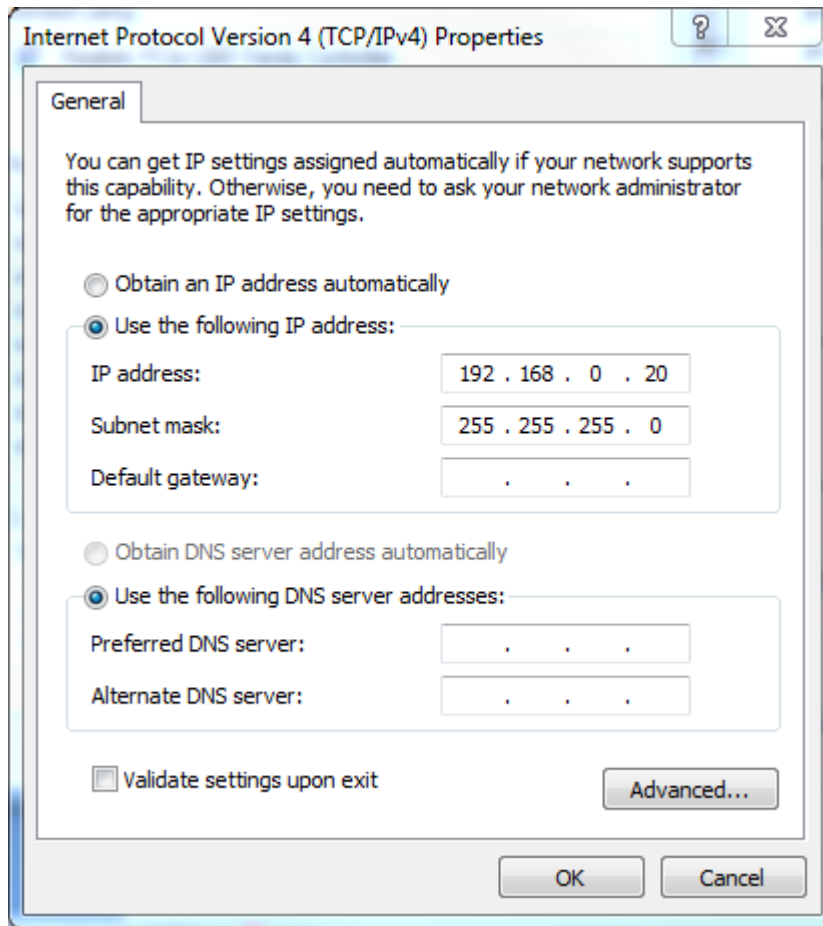 Internet Protocol Version 4 (TCP/IPv4) Properties
General
You can get IP settings assigned automatically if your network supports
this capability. Otherwise, you need to ask your network administrator
for the appropriate IP settings.
Obtain an IP address automatically
Use the following IP address:
IP address: 192 . 168 . 0 . 20
Subnet mask: 255 . 255 . 255 . 0
Default gateway: . . .
Obtain DNS server address automatically
Use the following DNS server addresses:
Preferred DNS server: . . .
Alternate DNS server: . . .
Validate settings upon exit
Advanced...
OK Cancel